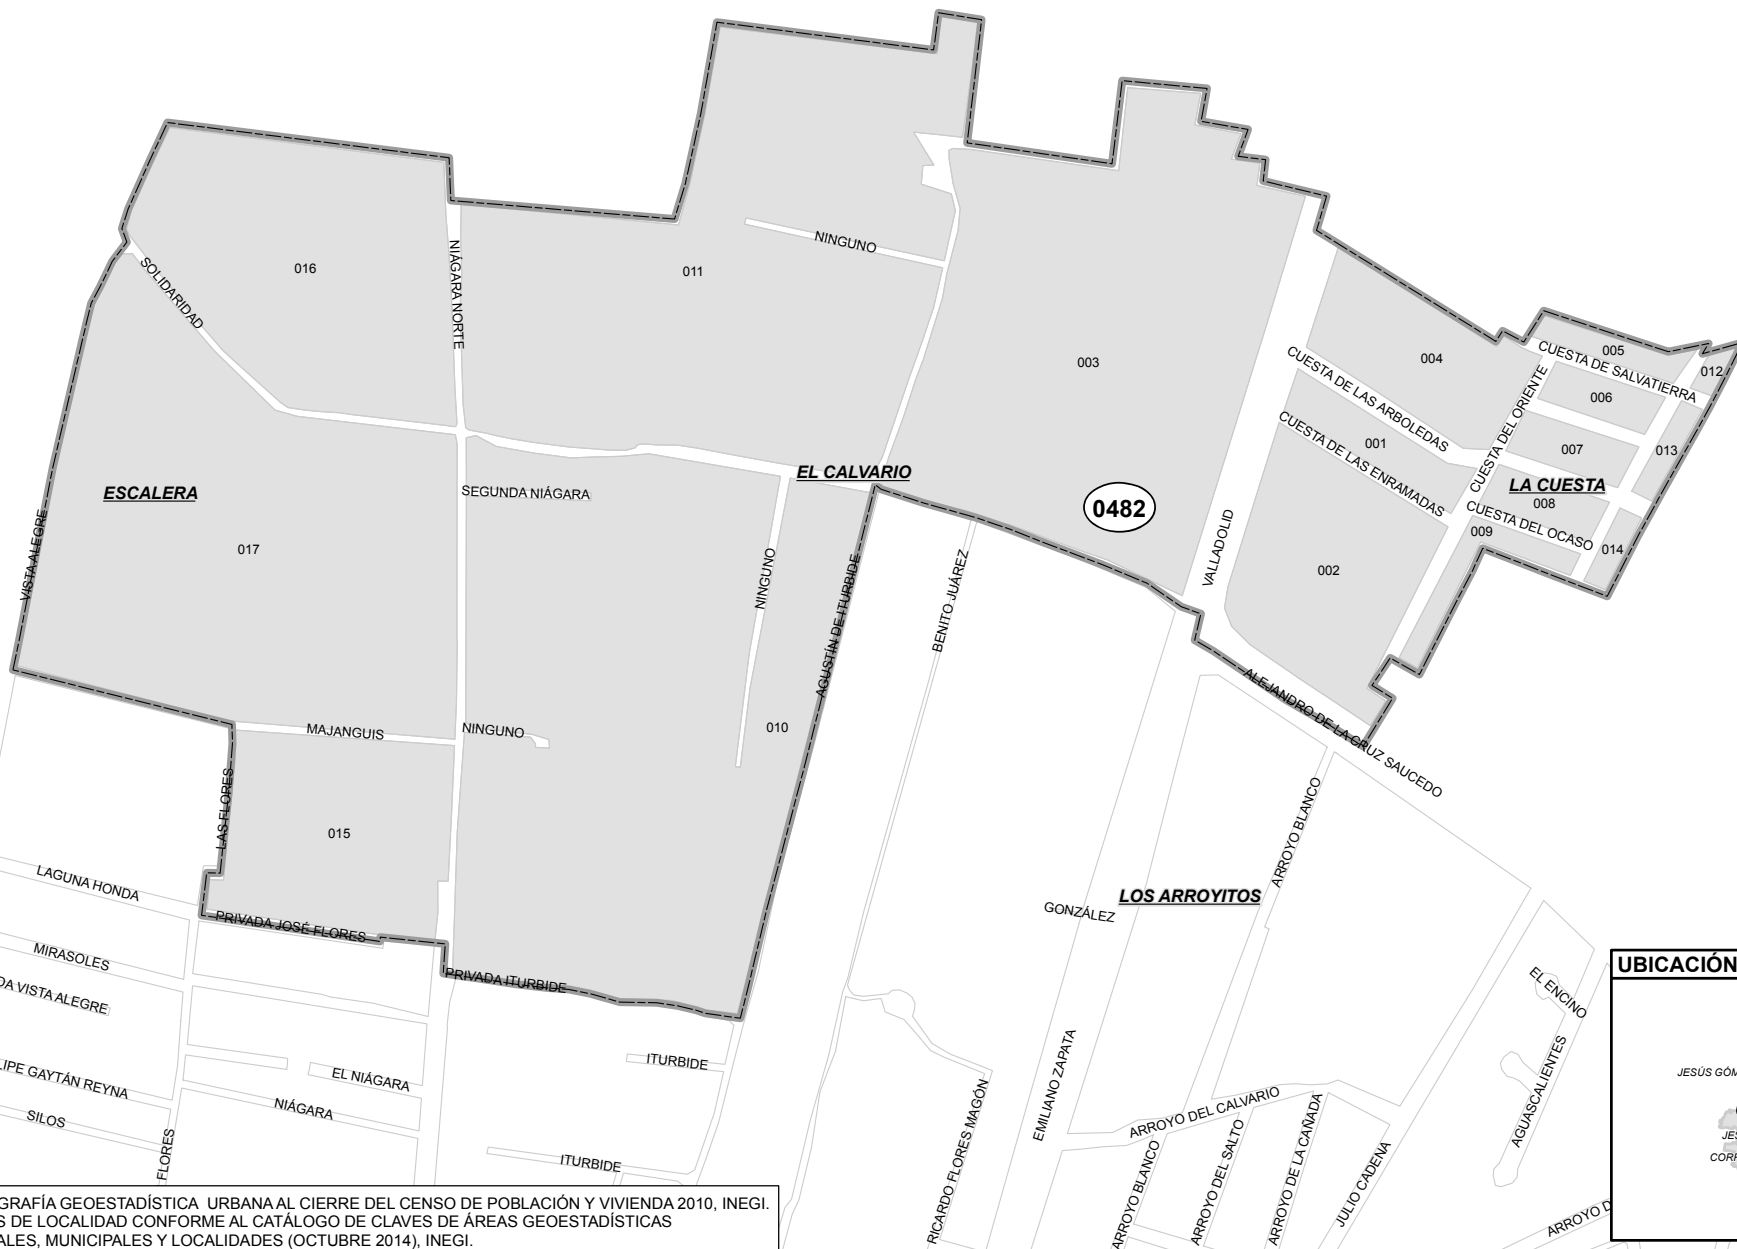 NINGUNO
016
011
NIÁGARA NORTE
SOLIDARIDAD
003
004
005
CUESTA DE SALVATIERRA
012
CUESTA DE LAS ARBOLEDAS
CUESTA DEL ORIENTE
006
001
CUESTA DE LAS ENRAMADAS
007
013
EL CALVARIO
ESCALERA
SEGUNDA NIÁGARA
LA CUESTA
008
0482
CUESTA DEL OCASO
009
014
017
VISTA ALEGRE
VALLADOLID
002
NINGUNO
AGUSTÍN DE ITURBIDE
BENITO JUÁREZ
ALEJANDRO DE LA CRUZ SAUCEDO
MAJANGUIS
NINGUNO
010
LAS FLORES
015
ARROYO BLANCO
LAGUNA HONDA
LOS ARROYITOS
GONZÁLEZ
PRIVADA JOSÉ FLORES
MIRASOLES
UBICACIÓN
PRIVADA ITURBIDE
DA VISTA ALEGRE
EL ENCINO
ITURBIDE
EL NIÁGARA
LIPE GAYTÁN REYNA
NIÁGARA
SILOS
FLORES
ITURBIDE
RICARDO FLORES MAGÓN
EMILIANO ZAPATA
ARROYO DEL CALVARIO
ARROYO BLANCO
ARROYO DEL SALTO
ARROYO DE LA CAÑADA
JULIO CADENA
AGUASCALIENTES
JESÚS GÓM
JES
CORR
ARROYO D
GRAFÍA GEOESTADÍSTICA URBANA AL CIERRE DEL CENSO DE POBLACIÓN Y VIVIENDA 2010, INEGI.
S DE LOCALIDAD CONFORME AL CATÁLOGO DE CLAVES DE ÁREAS GEOESTADÍSTICAS
ALES, MUNICIPALES Y LOCALIDADES (OCTUBRE 2014), INEGI.